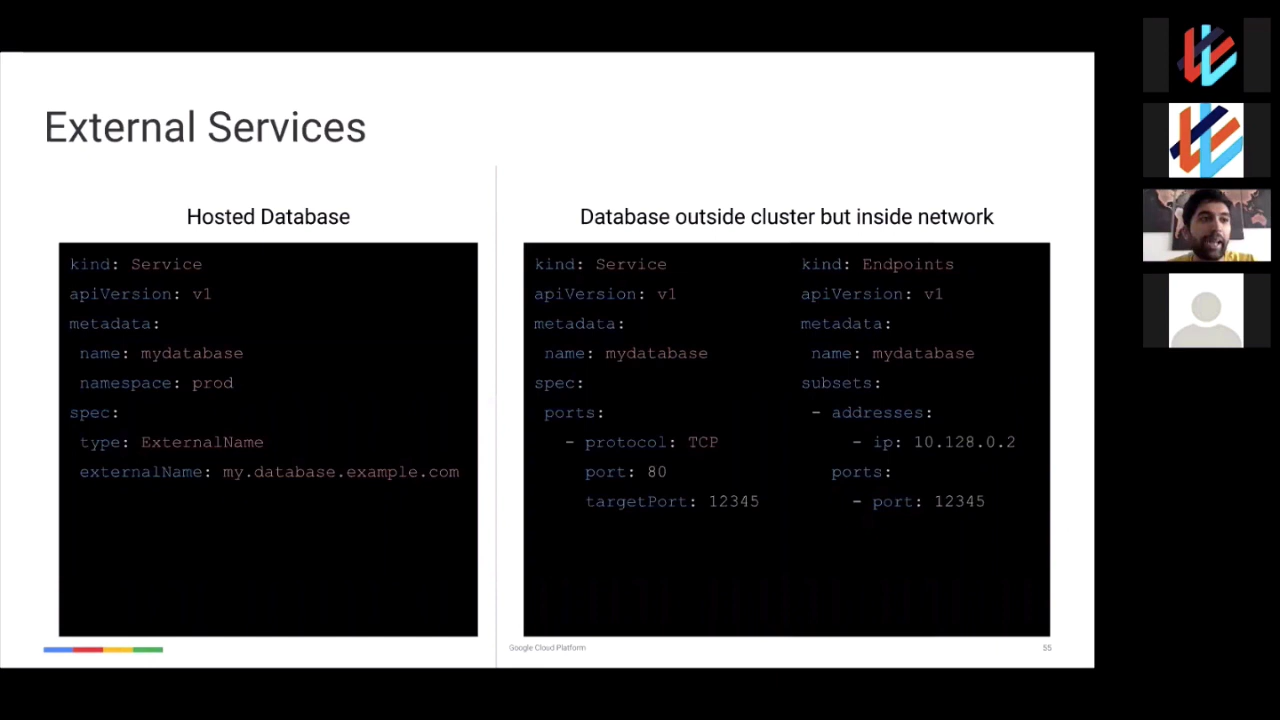 External Services
Hosted Database
kind: Service
apiVersion: v1
metadata:
name: mydatabase
namespace: prod
spec:
type: ExternalName
externalName: my.database.example.com
Database outside cluster but inside network
kind: Service
apiVersion: v1
metadata:
name: mydatabase
spec:
ports:
- protocol: TCP
port: 80
targetPort: 12345
kind: Endpoints
apiVersion: v1
metadata:
name: mydatabase
subsets:
- addresses:
- ip: 10.128.0.2
ports:
- port: 12345
Google Cloud Platform
55